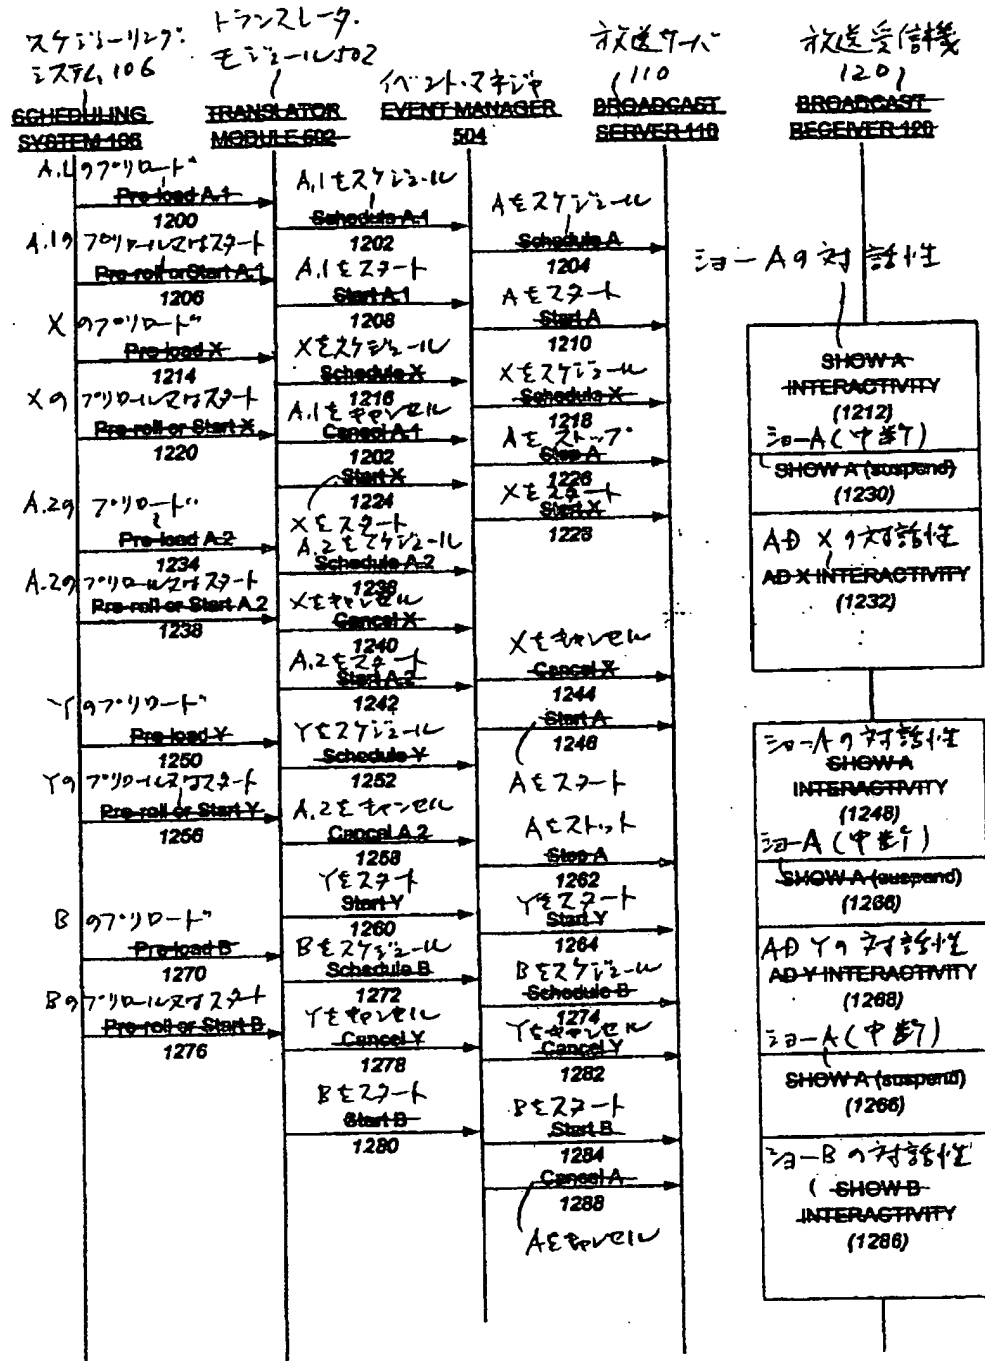 スケジューリング・
システム 106
トランスレータ・
モジュール502
イベント・マネジャ
放送サーバ
110
放送受信機
120
SCHEDULING
SYSTEM 106
TRANSLATOR
MODULE 502
EVENT MANAGER
504
BROADCAST
SERVER 110
BROADCAST
RECEIVER 120
A.1のプリロード
Pre-load A.1
1200
A.1をスケジュール
Schedule A.1
1202
Aをスケジュール
Schedule A
1204
A.1の プリロール又はスタート
Pre-roll or Start A.1
1206
A.1をスタート
Start A.1
1208
Aをスタート
Start A
1210
ショーAの対話性
SHOW A
INTERACTIVITY
(1212)
Xのプリロード
Pre-load X
1214
Xをスケジュール
Schedule X
1216
Xをスケジュール
Schedule X
1218
Xの プリロール又はスタート
Pre-roll or Start X
1220
A.1をキャンセル
Cancel A.1
1202
Start X
1224
Xをスタート
Aをストップ
Stop A
1226
Xをスタート
Start X
1228
ショーA(中断)
SHOW A (suspend)
(1230)
AD Xの対話性
AD X INTERACTIVITY
(1232)
A.2の プリロード
Pre-load A.2
1234
A.2をスケジュール
Schedule A.2
1236
A.2の プリロール又はスタート
Pre-roll or Start A.2
1238
Xをキャンセル
Cancel X
1240
A.2をスタート
Start A.2
1242
Xをキャンセル
Cancel X
1244
Start A
1246
Aをスタート
ショーAの対話性
SHOW A
INTERACTIVITY
(1248)
Yのプリロード
Pre-load Y
1250
Yをスケジュール
Schedule Y
1252
Yの プリロール又はスタート
Pre-roll or Start Y
1256
A.2をキャンセル
Cancel A.2
1258
Yをスタート
Start Y
1260
Aをストット
Stop A
1262
Yをスタート
Start Y
1264
ショーA(中断)
SHOW A (suspend)
(1266)
AD Yの対話性
AD Y INTERACTIVITY
(1268)
Bのプリロード
Pre-load B
1270
Bをスケジュール
Schedule B
1272
Bをスケジュール
Schedule B
1274
Bのプリロール又はスタート
Pre-roll or Start B
1276
Yをキャンセル
Cancel Y
1278
Bをスタート
Start B
1280
Yをキャンセル
Cancel Y
1282
Bをスタート
Start B
1284
Cancel A
1288
Aをキャンセル
ショーA(中断)
SHOW A (suspend)
(1266)
ショーBの対話性
SHOW B
INTERACTIVITY
(1286)